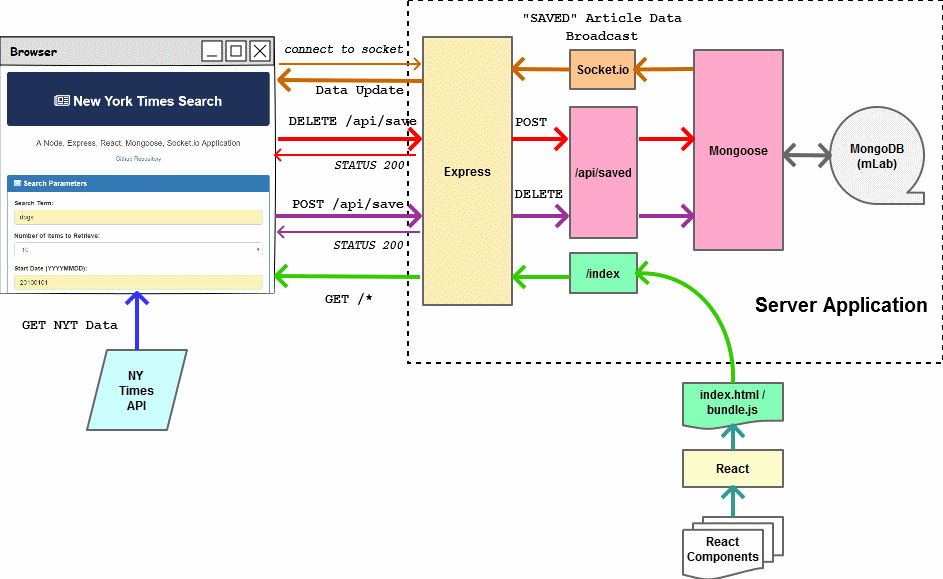 "SAVED" Article Data
Broadcast
Browser
connect to socket
Data Update
New York Times Search
A Node, Express, React, Mongoose, Socket.io Application
Github Repository
Search Parameters
Search Term:
dogs
Number of Items to Retrieve:
10
Start Date (YYYYMMDD):
20100101
DELETE /api/save
STATUS 200
POST /api/save
STATUS 200
GET /*
Express
Socket.io
POST
/api/saved
DELETE
/index
Mongoose
MongoDB
(mLab)
Server Application
GET NYT Data
NY
Times
API
index.html /
bundle.js
React
React
Components